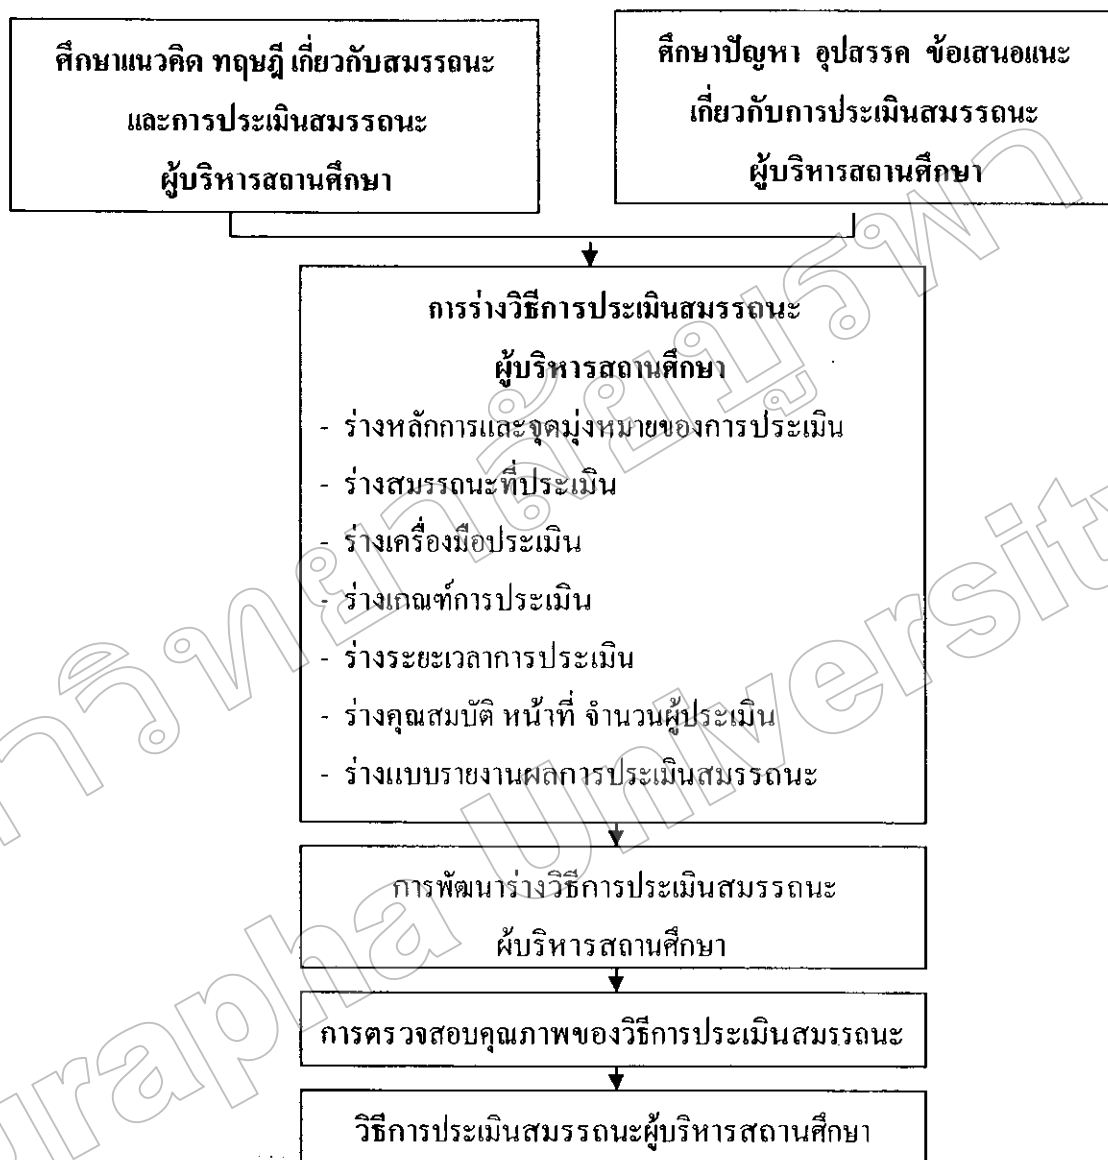 ศึกษาแนวคิด ทฤษฎี เกี่ยวกับสมรรถนะ
และการประเมินสมรรถนะ
ผู้บริหารสถานศึกษา
ศึกษาปัญหา อุปสรรค ข้อเสนอแนะ
เกี่ยวกับการประเมินสมรรถนะ
ผู้บริหารสถานศึกษา
การร่างวิธีการประเมินสมรรถนะ
ผู้บริหารสถานศึกษา
- ร่างหลักการและจุดมุ่งหมายของการประเมิน
- ร่างสมรรถนะที่ประเมิน
- ร่างเครื่องมือประเมิน
- ร่างเกณฑ์การประเมิน
- ร่างระยะเวลาการประเมิน
- ร่างคุณสมบัติ หน้าที่ จำนวนผู้ประเมิน
- ร่างแบบรายงานผลการประเมินสมรรถนะ
การพัฒนาร่างวิธีการประเมินสมรรถนะ
ผ้บริหารสถานศึกษา
การตรวจสอบคุณภาพของวิธีการประเมินสมรรถนะ
วิธีการประเมินสมรรถนะผู้บริหารสถานศึกษา
าวิทยาลัยบูรพา
urapha University